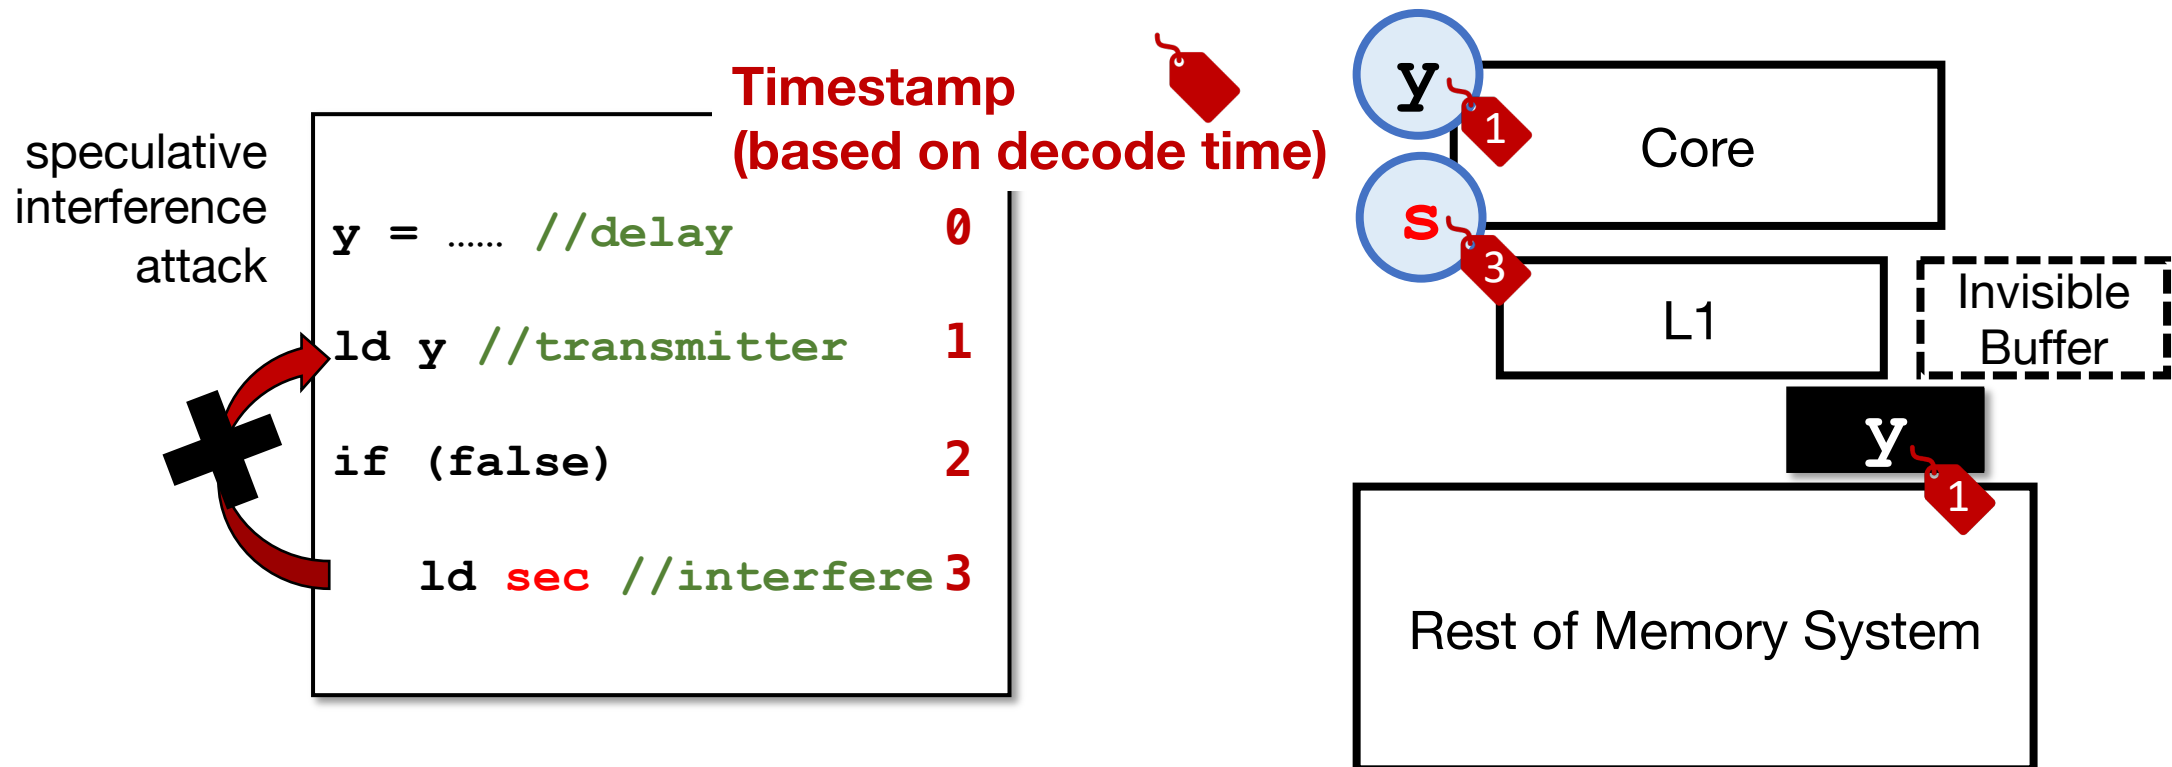 speculative
interference
attack
Timestamp
(based on decode time)
y = ...... //delay 0
ld y //transmitter 1
if (false) 2
ld sec //interfere 3
y
1
s
3
Core
L1
Invisible
Buffer
y
1
Rest of Memory System